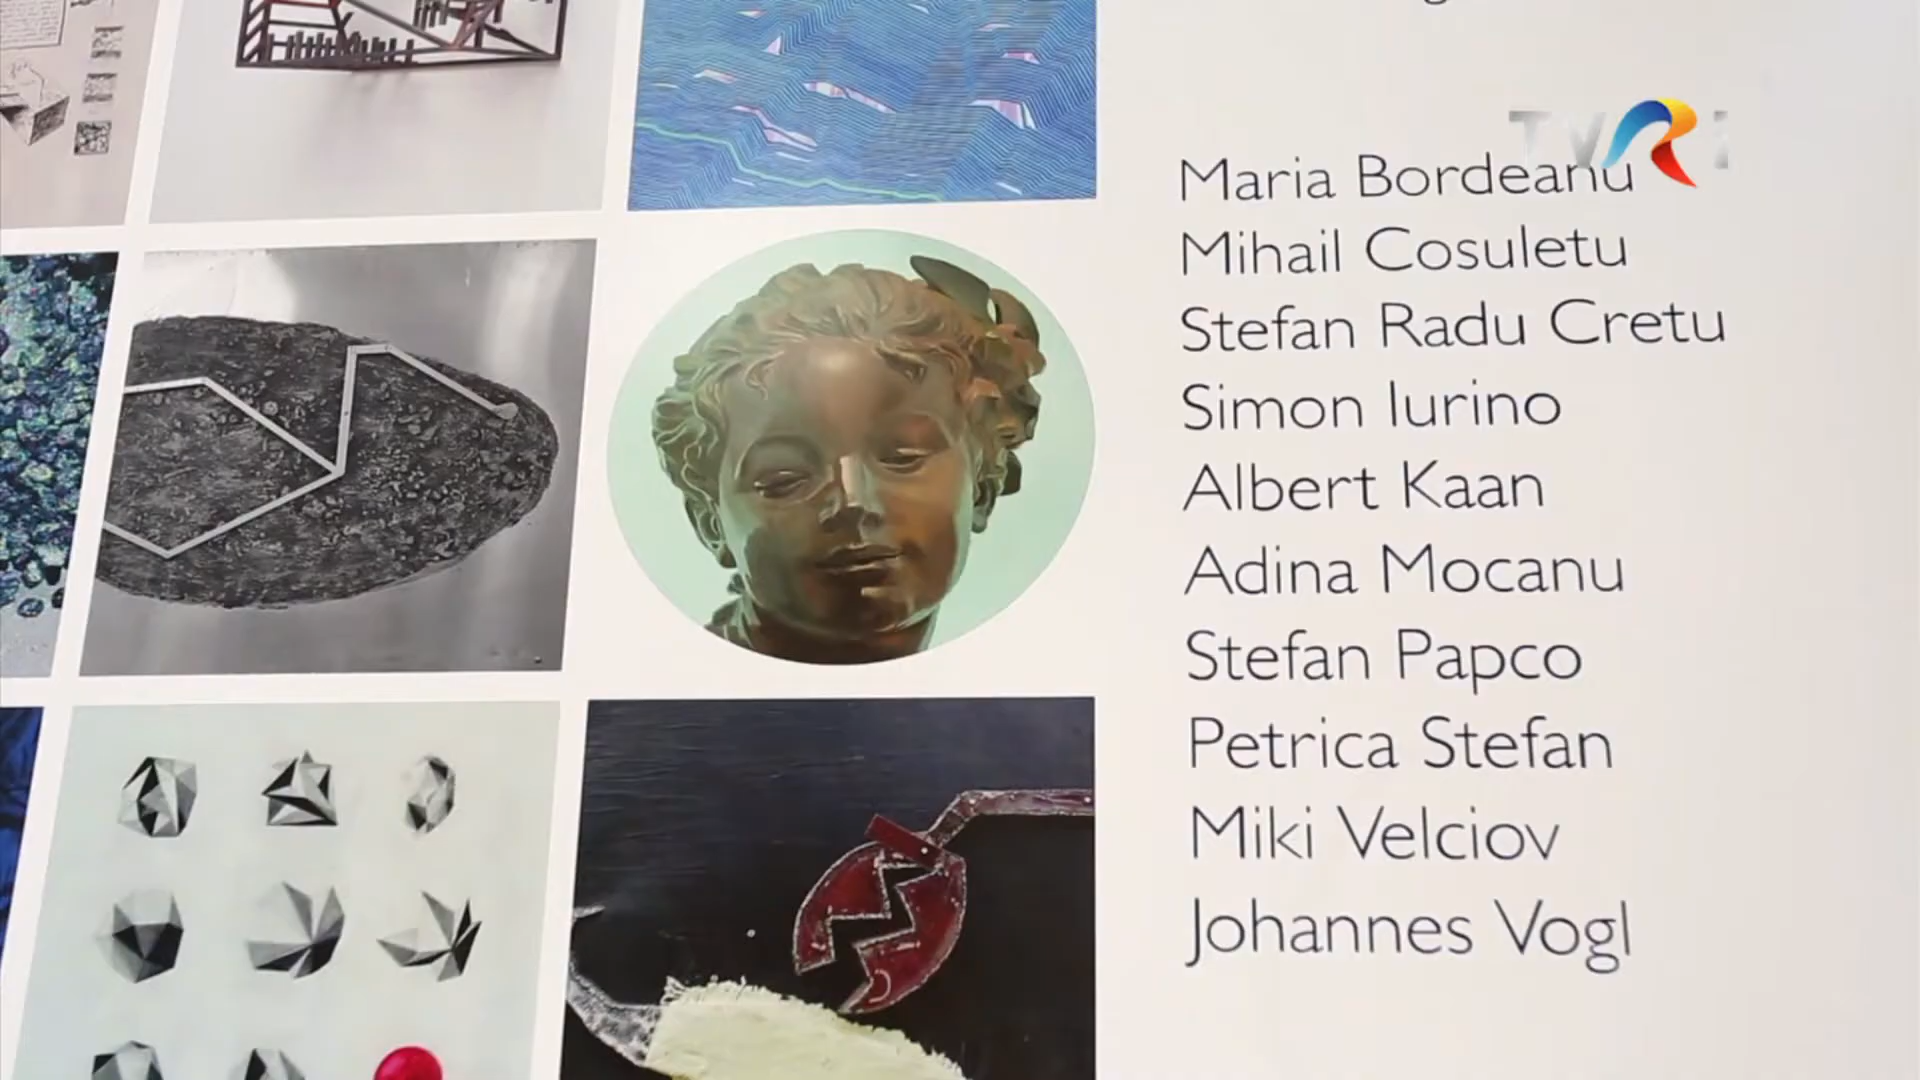 TVRi
Maria Bordeanu
Mihail Cosuletu
Stefan Radu Cretu
Simon Iurino
Albert Kaan
Adina Mocanu
Stefan Papco
Petrica Stefan
Miki Velciov
Johannes Vogl